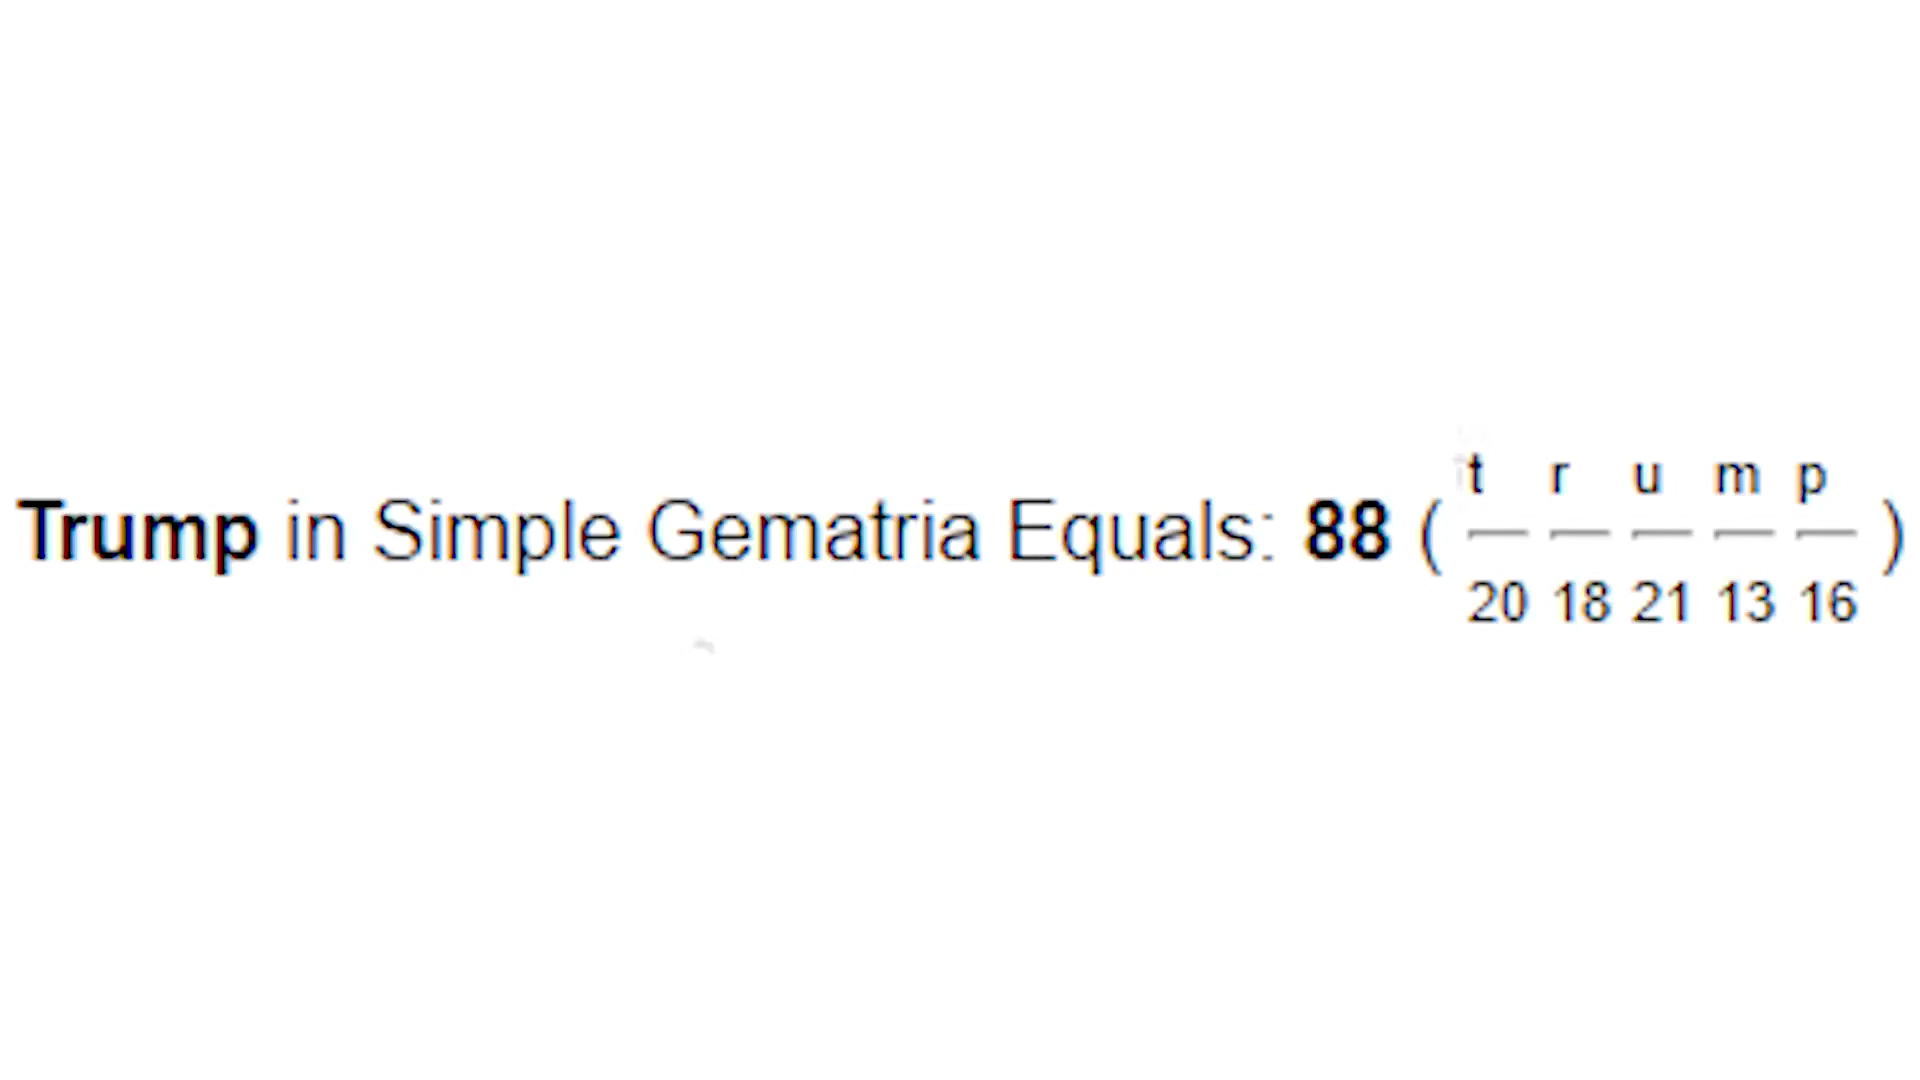 t r u m p
Trump in Simple Gematria Equals: 88 ( )
20 18 21 13 16